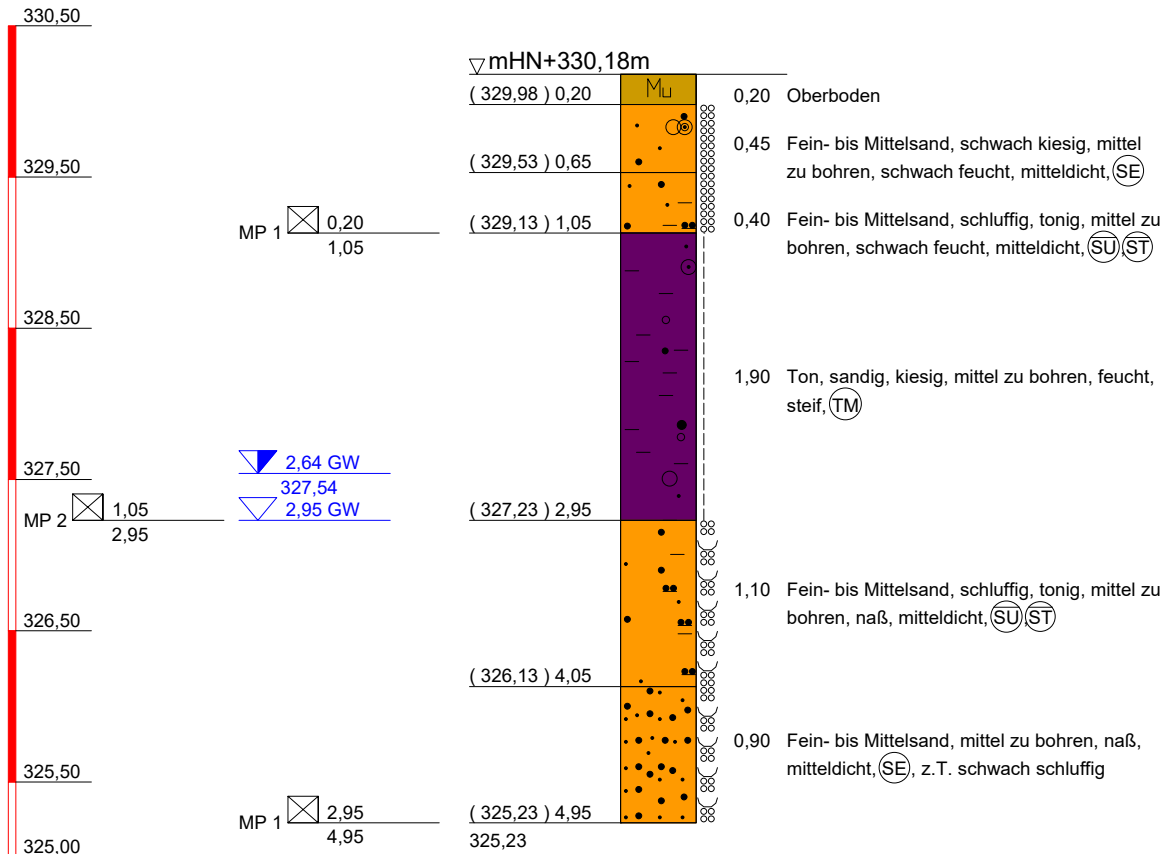 330,50
mHN+330,18m
Mu
( 329,98 ) 0,20
0,20 Oberboden
0,45 Fein- bis Mittelsand, schwach kiesig, mittel
zu bohren, schwach feucht, mitteldicht, SE
( 329,53 ) 0,65
329,50
MP 1 0,20
1,05
( 329,13 ) 1,05
0,40 Fein- bis Mittelsand, schluffig, tonig, mittel zu
bohren, schwach feucht, mitteldicht, S̅U̅ S̅T̅
328,50
1,90 Ton, sandig, kiesig, mittel zu bohren, feucht,
steif, TM
327,50
2,64 GW
327,54
MP 2 1,05
2,95
2,95 GW
( 327,23 ) 2,95
1,10 Fein- bis Mittelsand, schluffig, tonig, mittel zu
bohren, naß, mitteldicht, S̅U̅ S̅T̅
326,50
( 326,13 ) 4,05
0,90 Fein- bis Mittelsand, mittel zu bohren, naß,
mitteldicht, SE, z.T. schwach schluffig
325,50
MP 1 2,95
4,95
( 325,23 ) 4,95
325,23
325,00